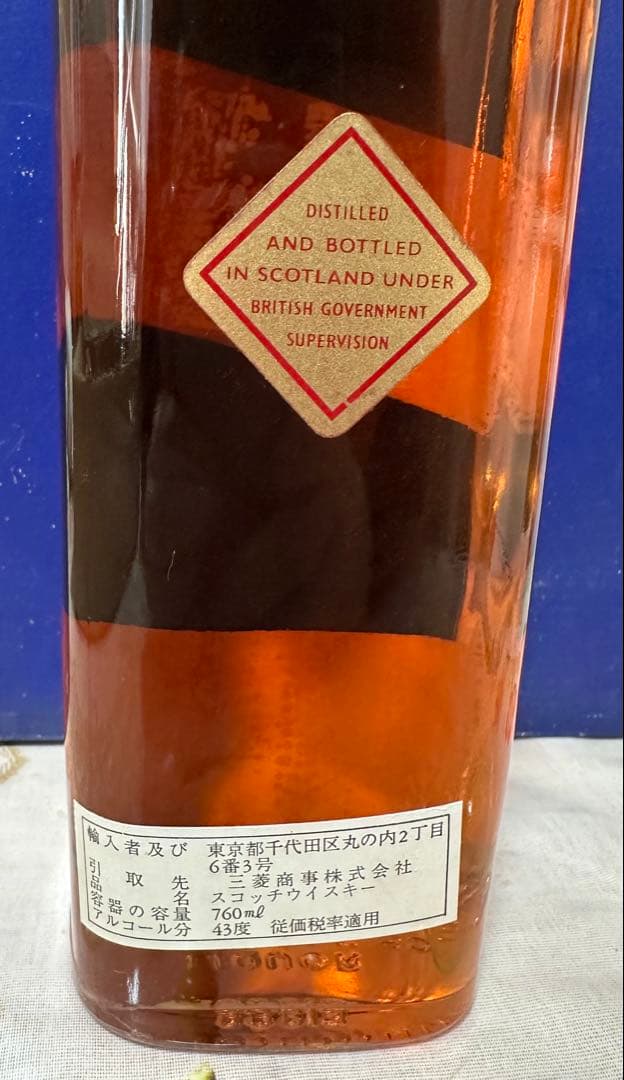 DISTILLED
AND BOTTLED
IN SCOTLAND UNDER
BRITISH GOVERNMENT
SUPERVISION
輸入者及び 東京都千代田区丸の内2丁目
6番3号
引取先 三菱商事株式会社
品名 スコッチウイスキー
容器の容量 760ml
アルコール分 43度 従価税率適用